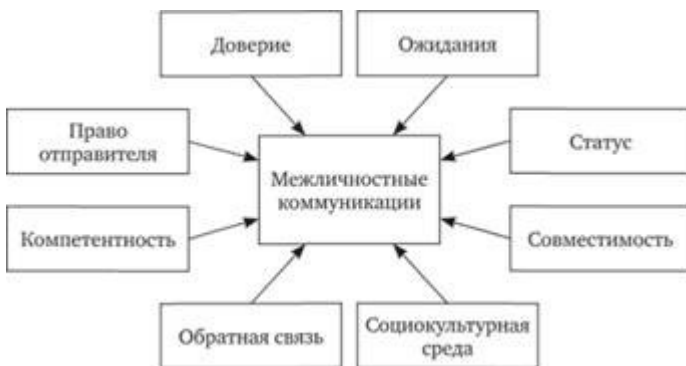 Доверие
Ожидания
Право
отправителя
Статус
Межличностные
коммуникации
Компетентность
Совместимость
Обратная связь
Социокультурная
среда